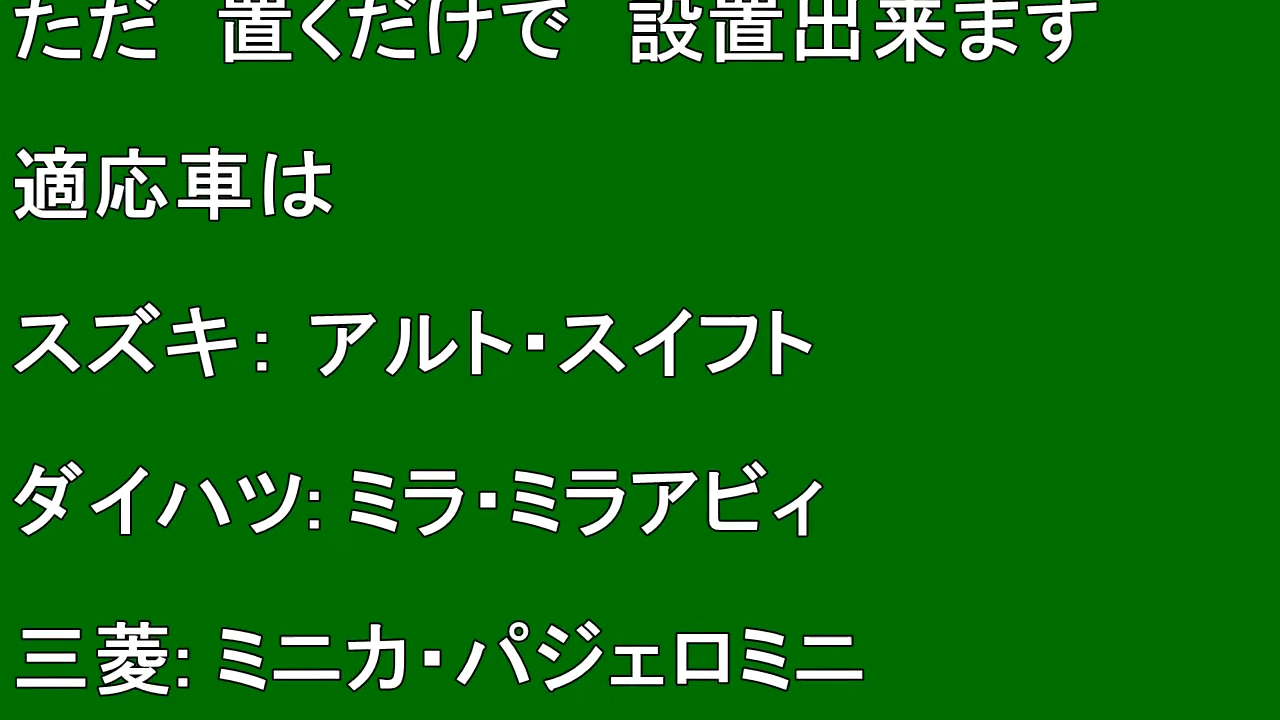 ただ　置くだけで　設置出来ます
適応車は
スズキ： アルト・スイフト
ダイハツ： ミラ・ミラアビィ
三菱： ミニカ・パジェロミニ